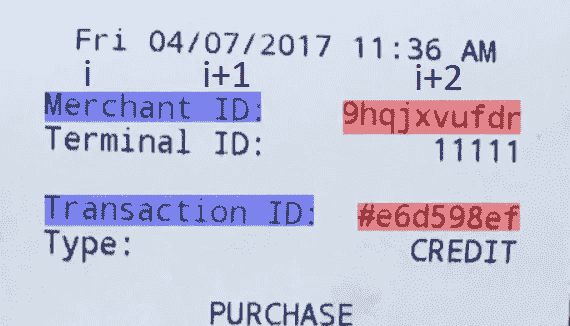 Fri 04/07/2017 11:36 AM
i i+1 i+2
Merchant ID: 9hqjxvufdr
Terminal ID: 11111
Transaction ID: #e6d598ef
Type: CREDIT
PURCHASE